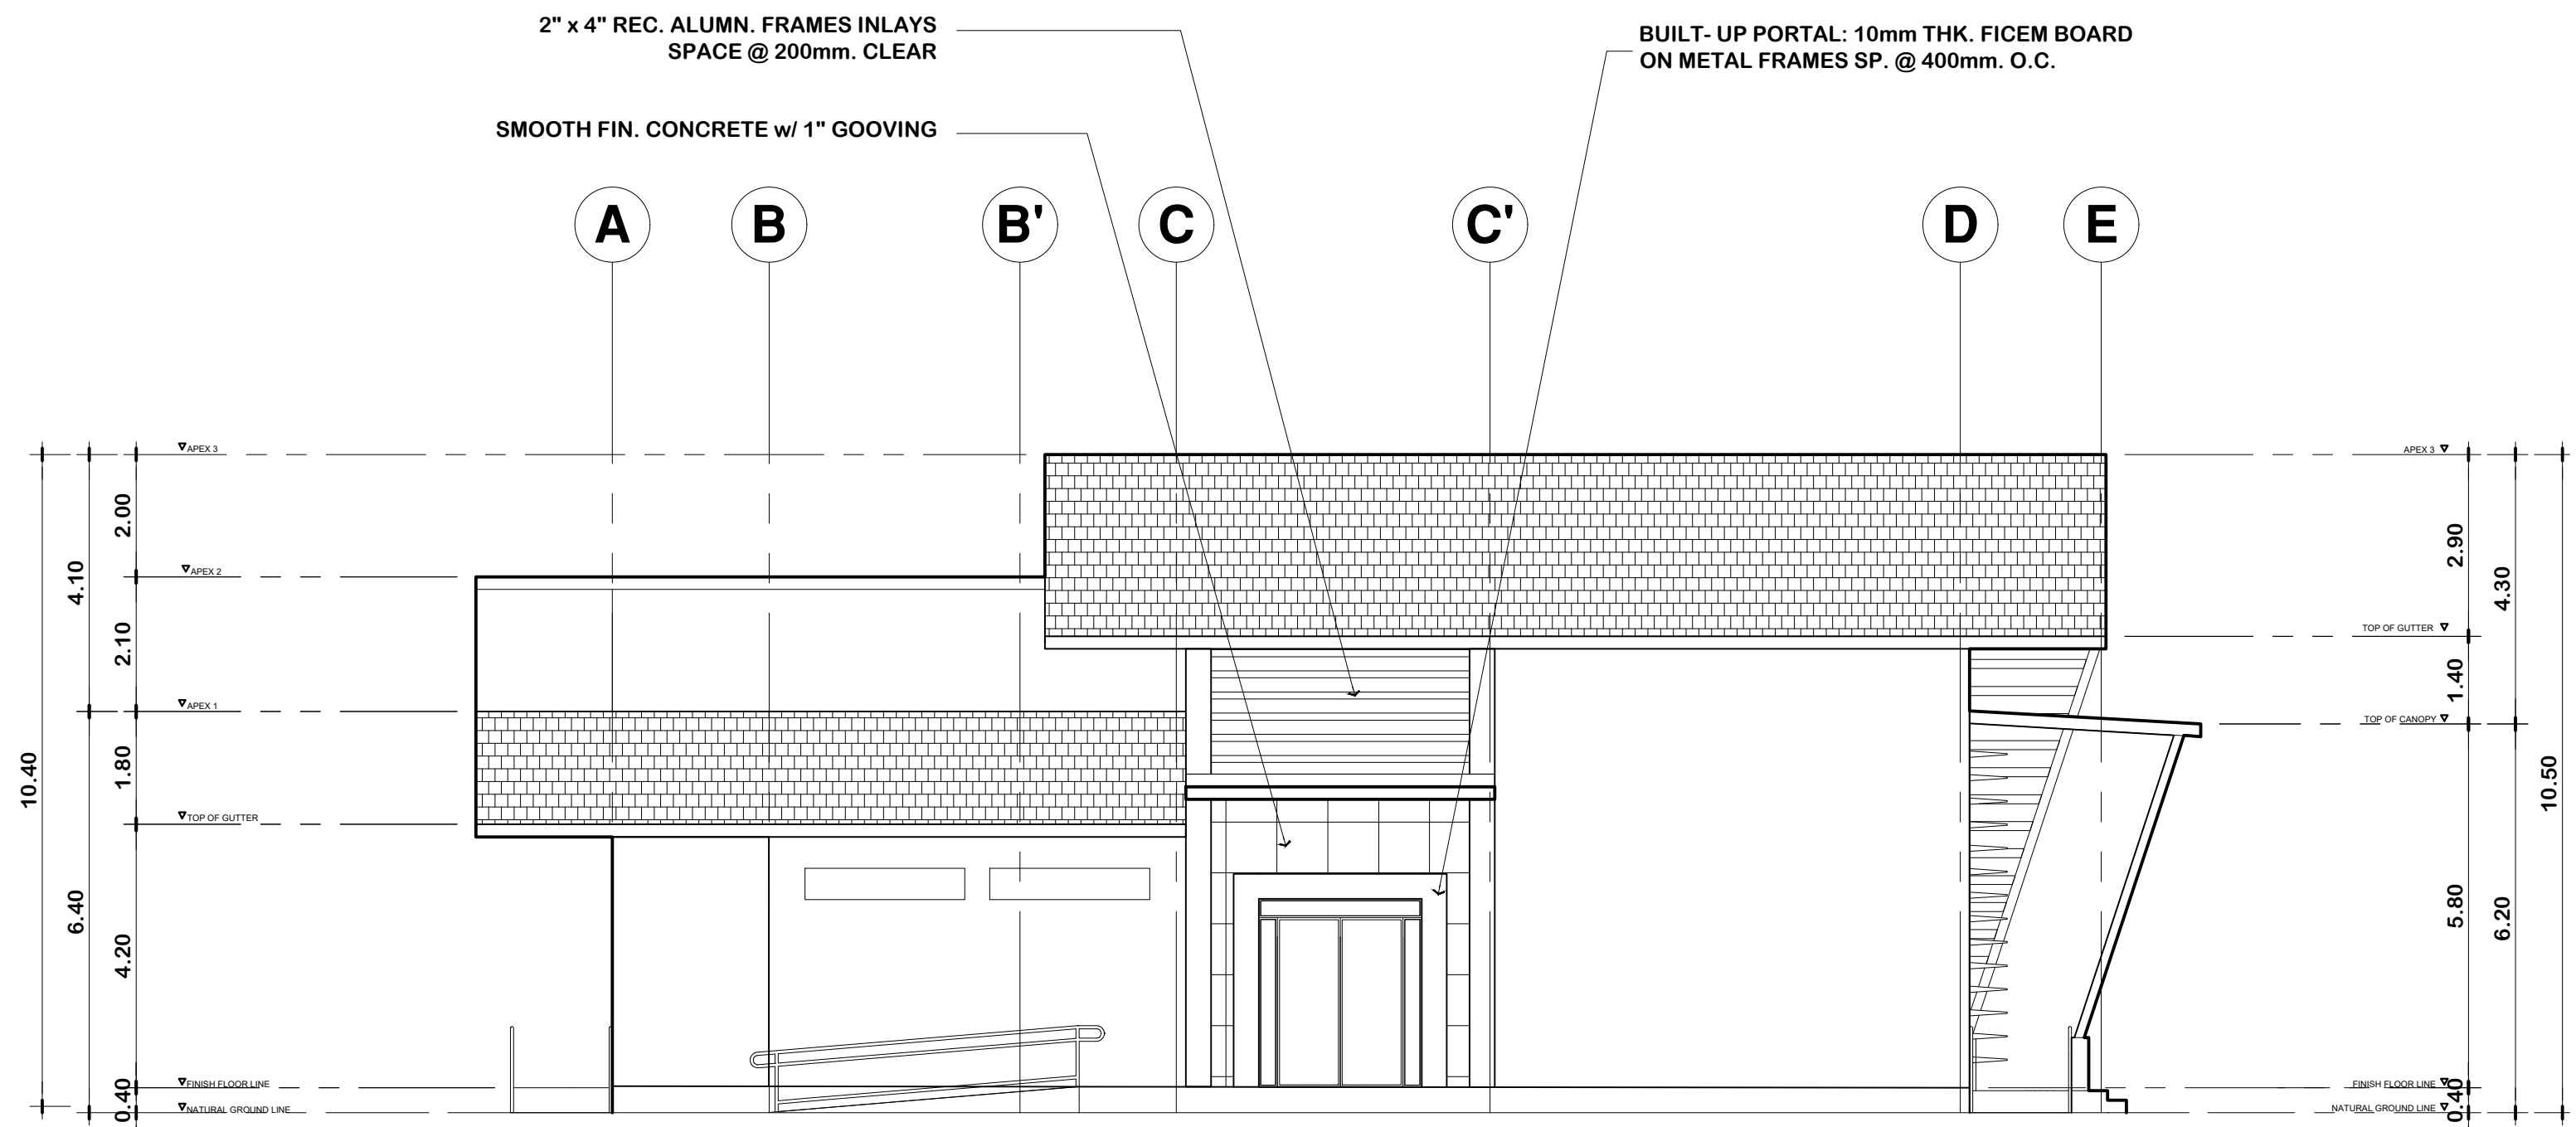 2" x 4" REC. ALUMN. FRAMES INLAYS
SPACE @ 200mm. CLEAR
BUILT- UP PORTAL: 10mm THK. FICEM BOARD
ON METAL FRAMES SP. @ 400mm. O.C.
SMOOTH FIN. CONCRETE w/ 1" GOOVING
A
B
B'
C
C'
D
E
APEX 3
APEX 2
APEX 1
TOP OF GUTTER
FINISH FLOOR LINE
NATURAL GROUND LINE
10.40
4.10
6.40
2.00
2.10
1.80
4.20
0.40
APEX 3
TOP OF GUTTER
TOP OF CANOPY
FINISH FLOOR LINE
NATURAL GROUND LINE
2.90
1.40
5.80
0.40
4.30
6.20
10.50